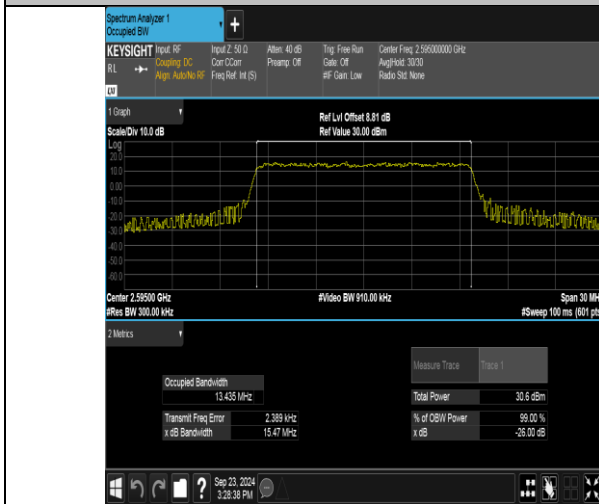 Spectrum Analyzer 1
Occupied BW
+
KEYSIGHT Input: RF Input Z: 50 Ω Atten: 40 dB Trig: Free Run Center Freq: 2.595000000 GHz
RL Coupling: DC Corr CCorr Preamp: Off Gate: Off Avg|Hold: 30/30
Align: Auto/No RF Freq Ref: Int (S) #IF Gain: Low Radio Std: None
LXI
1 Graph Ref Lvl Offset 8.81 dB
Scale/Div 10.0 dB Ref Value 30.00 dBm
Log
20.0
10.0
0.00
-10.0
-20.0
-30.0
-40.0
-50.0
-60.0
Center 2.59500 GHz #Video BW 910.00 kHz Span 30 MH
#Res BW 300.00 kHz #Sweep 100 ms (601 pts
2 Metrics
Measure Trace Trace 1
Occupied Bandwidth
13.435 MHz Total Power 30.6 dBm
Transmit Freq Error 2.389 kHz % of OBW Power 99.00 %
x dB Bandwidth 15.47 MHz x dB -26.00 dB
? Sep 23, 2024
3:28:38 PM